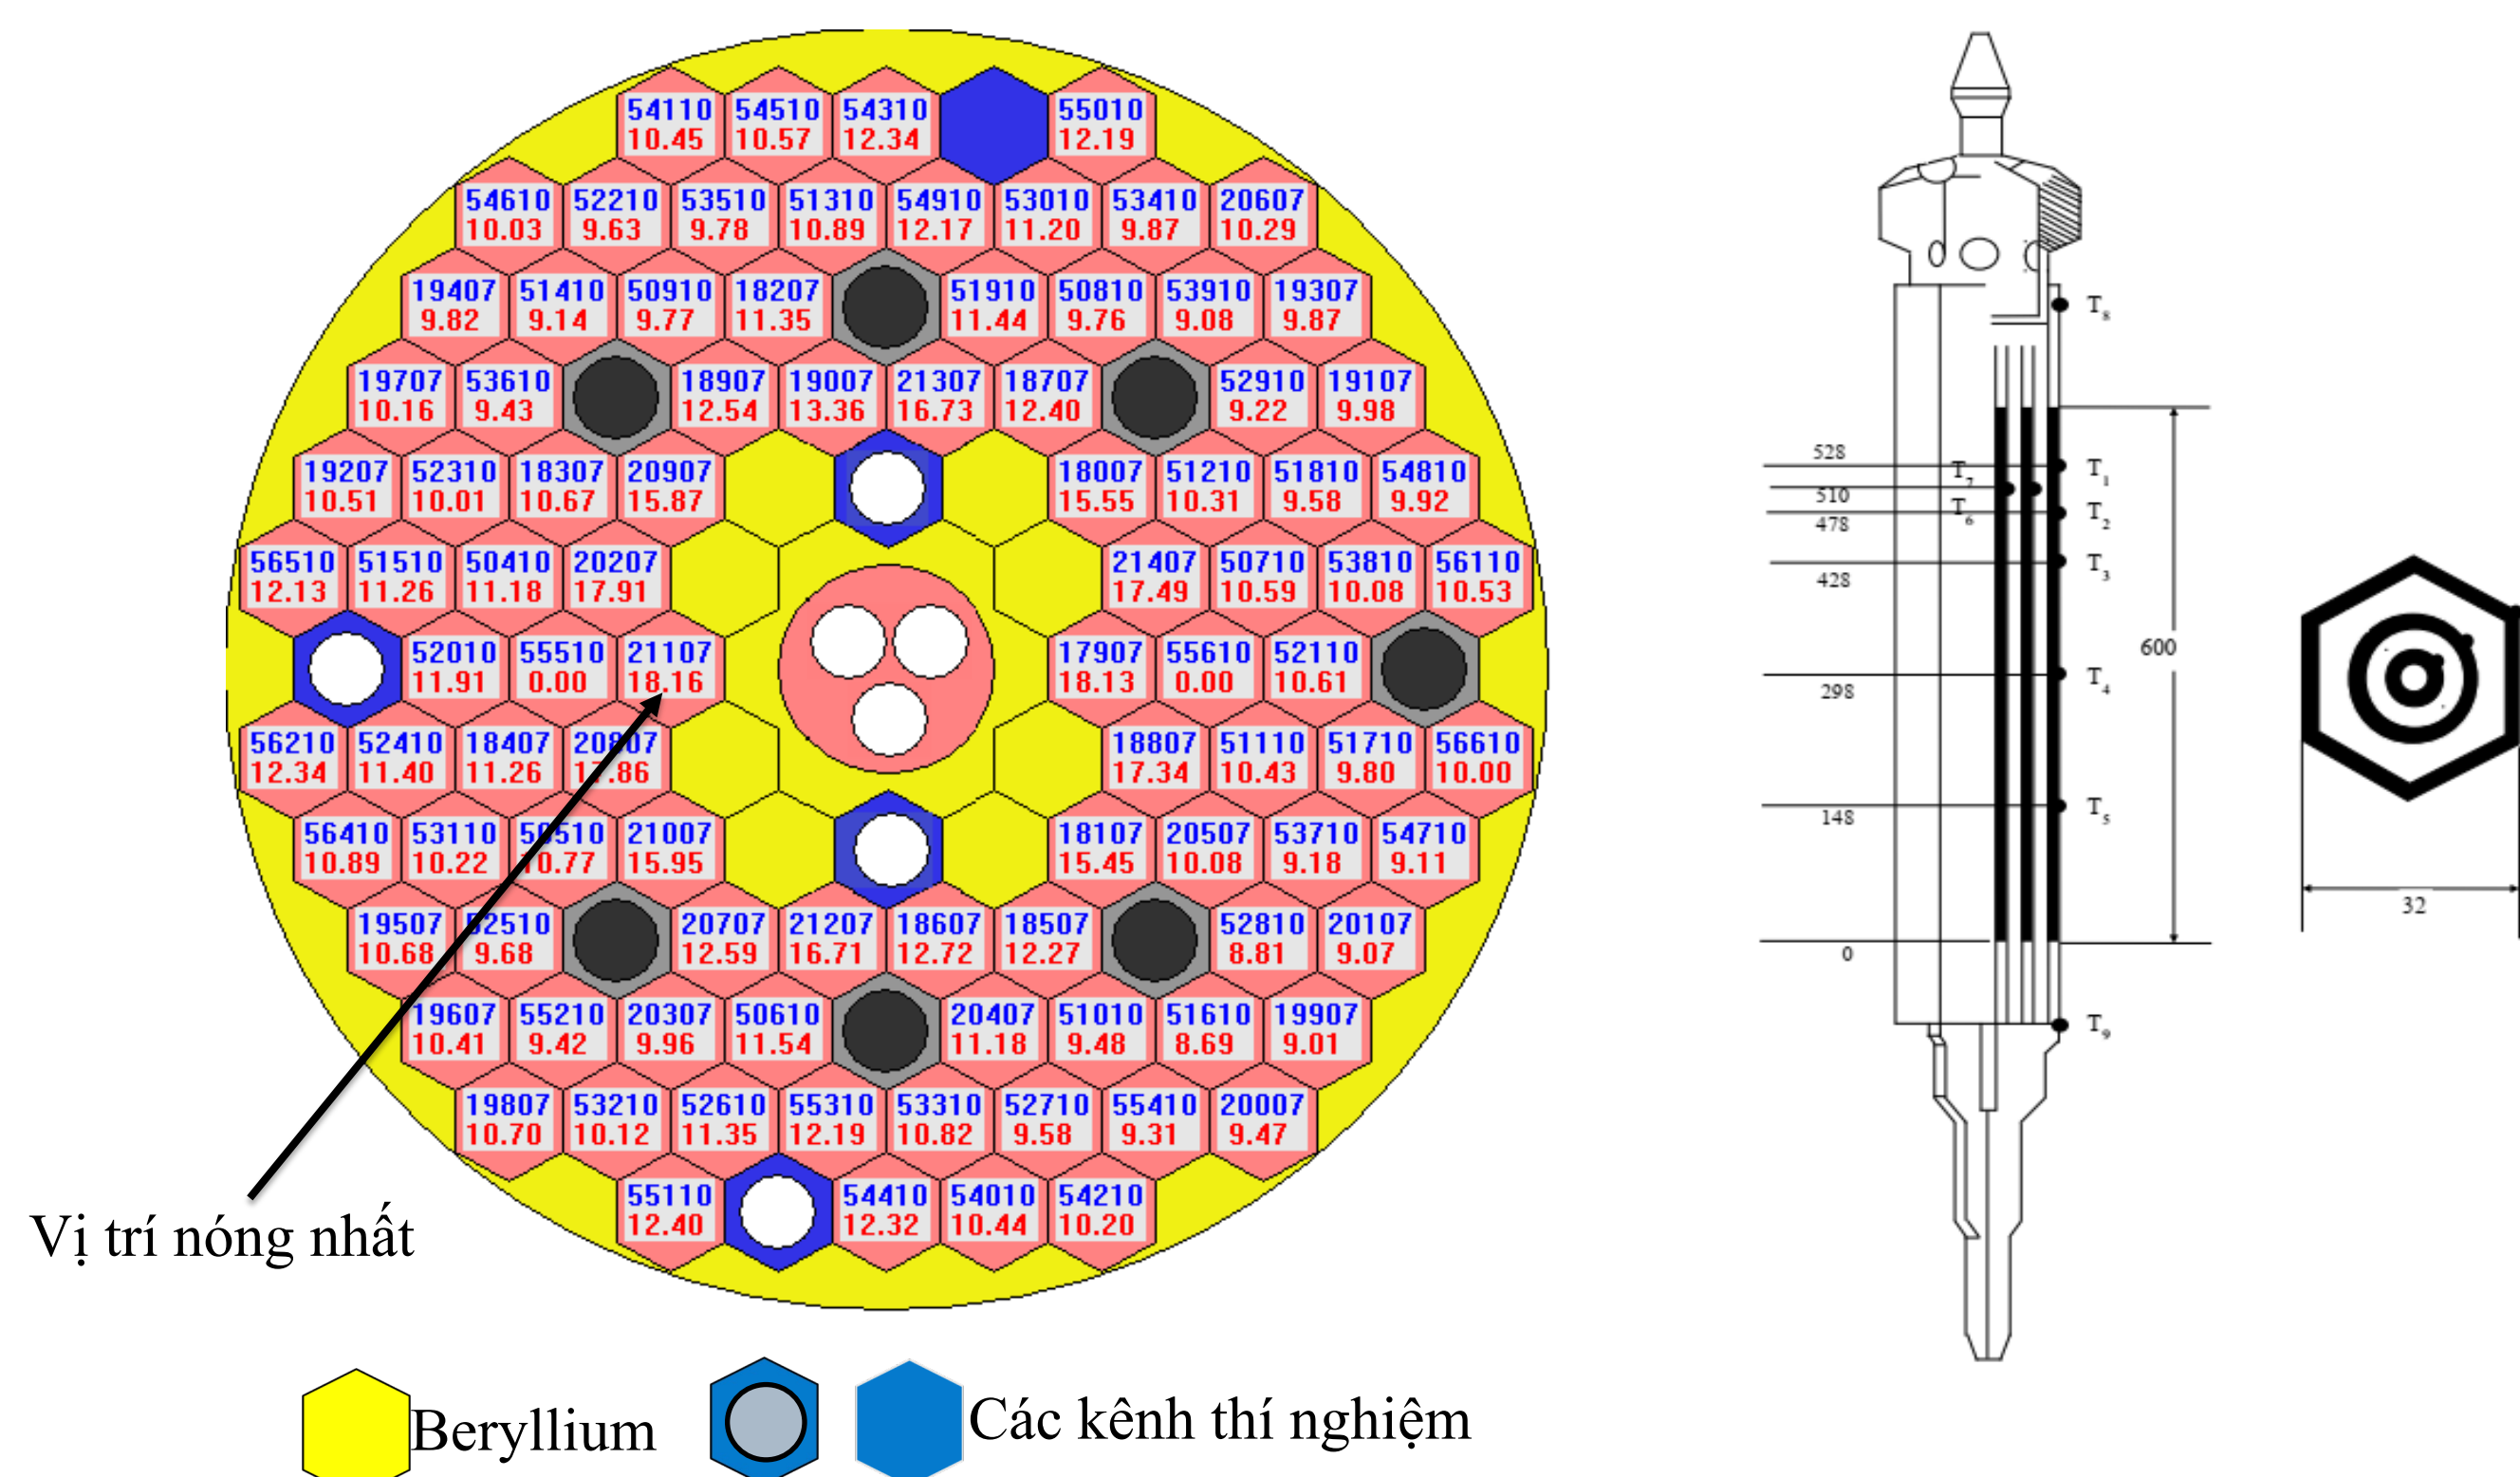 54110 54510 54310 55010
10.45 10.57 12.34 12.19
54610 52210 53510 51310 54910 53010 53410 20607
10.03 9.63 9.78 10.89 12.17 11.20 9.87 10.29
19407 51410 50910 18207 51910 50810 53910 19307
9.82 9.14 9.77 11.35 11.44 9.76 9.08 9.87
19707 53610 18907 19007 21307 18707 52910 19107
10.16 9.43 12.54 13.36 16.73 12.40 9.22 9.98
19207 52310 18307 20907 18007 51210 51810 54810
10.51 10.01 10.67 15.87 15.55 10.31 9.58 9.92
56510 51510 50410 20207 21407 50710 53810 56110
12.13 11.26 11.18 17.91 17.49 10.59 10.08 10.53
52010 55510 21107 17907 55610 52110
11.91 0.00 18.16 18.13 0.00 10.61
56210 52410 18407 20807 18807 51110 51710 56610
12.34 11.40 11.26 17.86 17.34 10.43 9.80 10.00
56410 53110 50510 21007 18107 20507 53710 54710
10.89 10.22 10.77 15.95 15.45 10.08 9.18 9.11
19507 52510 20707 21207 18607 18507 52810 20107
10.68 9.68 12.59 16.71 12.72 12.27 8.81 9.07
19607 55210 20307 50610 20407 51010 51610 19907
10.41 9.42 9.96 11.54 11.18 9.48 8.69 9.01
19807 53210 52610 55310 53310 52710 55410 20007
10.70 10.12 11.35 12.19 10.82 9.58 9.31 9.47
55110 54410 54010 54210
12.40 12.32 10.44 10.20
Vị trí nóng nhất
Beryllium
Các kênh thí nghiệm
T8
528
T7
T1
510
T6
T2
478
T3
428
600
T4
298
T5
148
0
T9
32